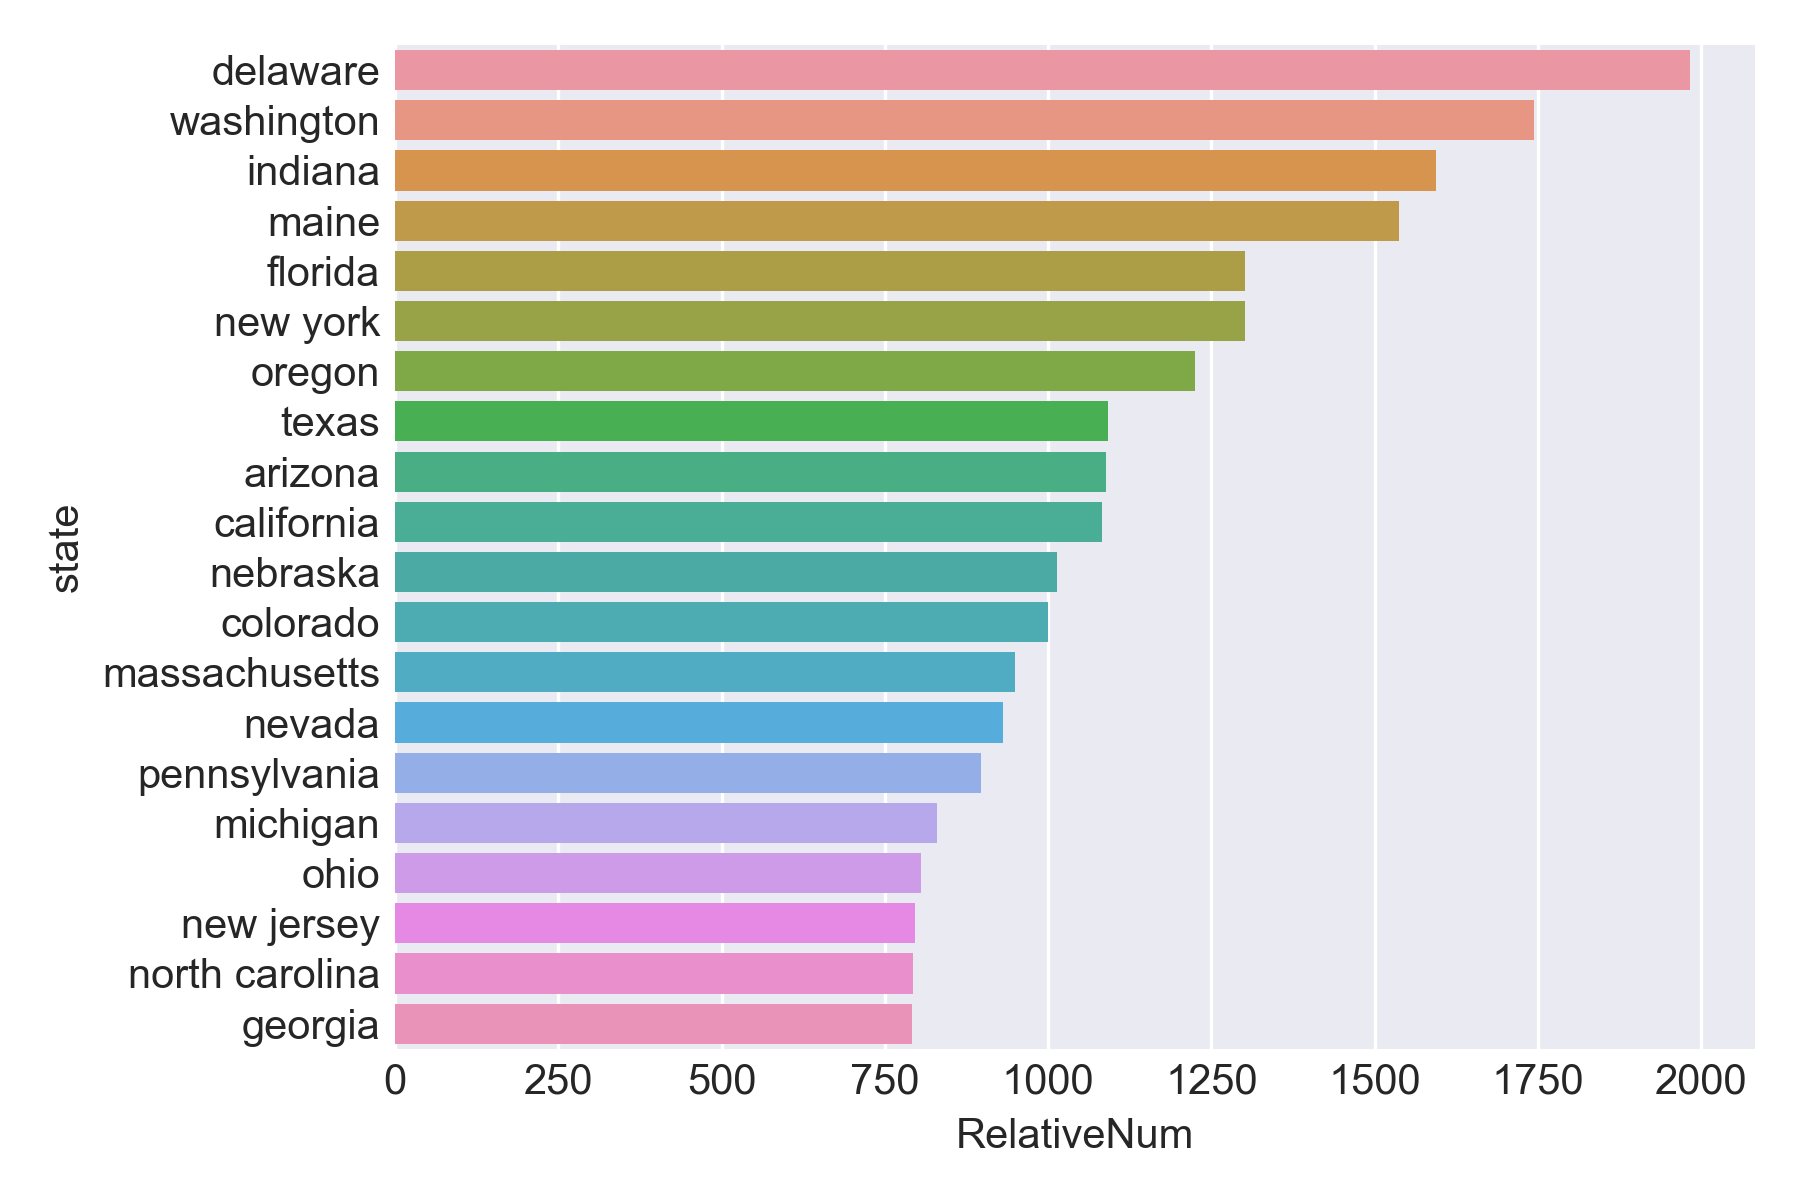 delaware
washington
indiana
maine
florida
new york
oregon
texas
arizona
california
nebraska
colorado
massachusetts
nevada
pennsylvania
michigan
ohio
new jersey
north carolina
georgia
state
0 250 500 750 1000 1250 1500 1750 2000
RelativeNum